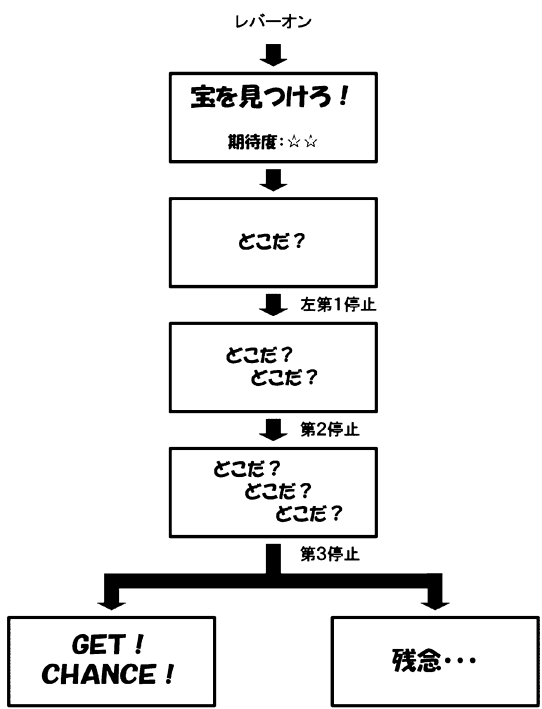 レバーオン
宝を見つけろ！
期待度：☆☆
どこだ？
左第1停止
どこだ？
どこだ？
第2停止
どこだ？
どこだ？
どこだ？
第3停止
GET！
CHANCE！
残念･･･